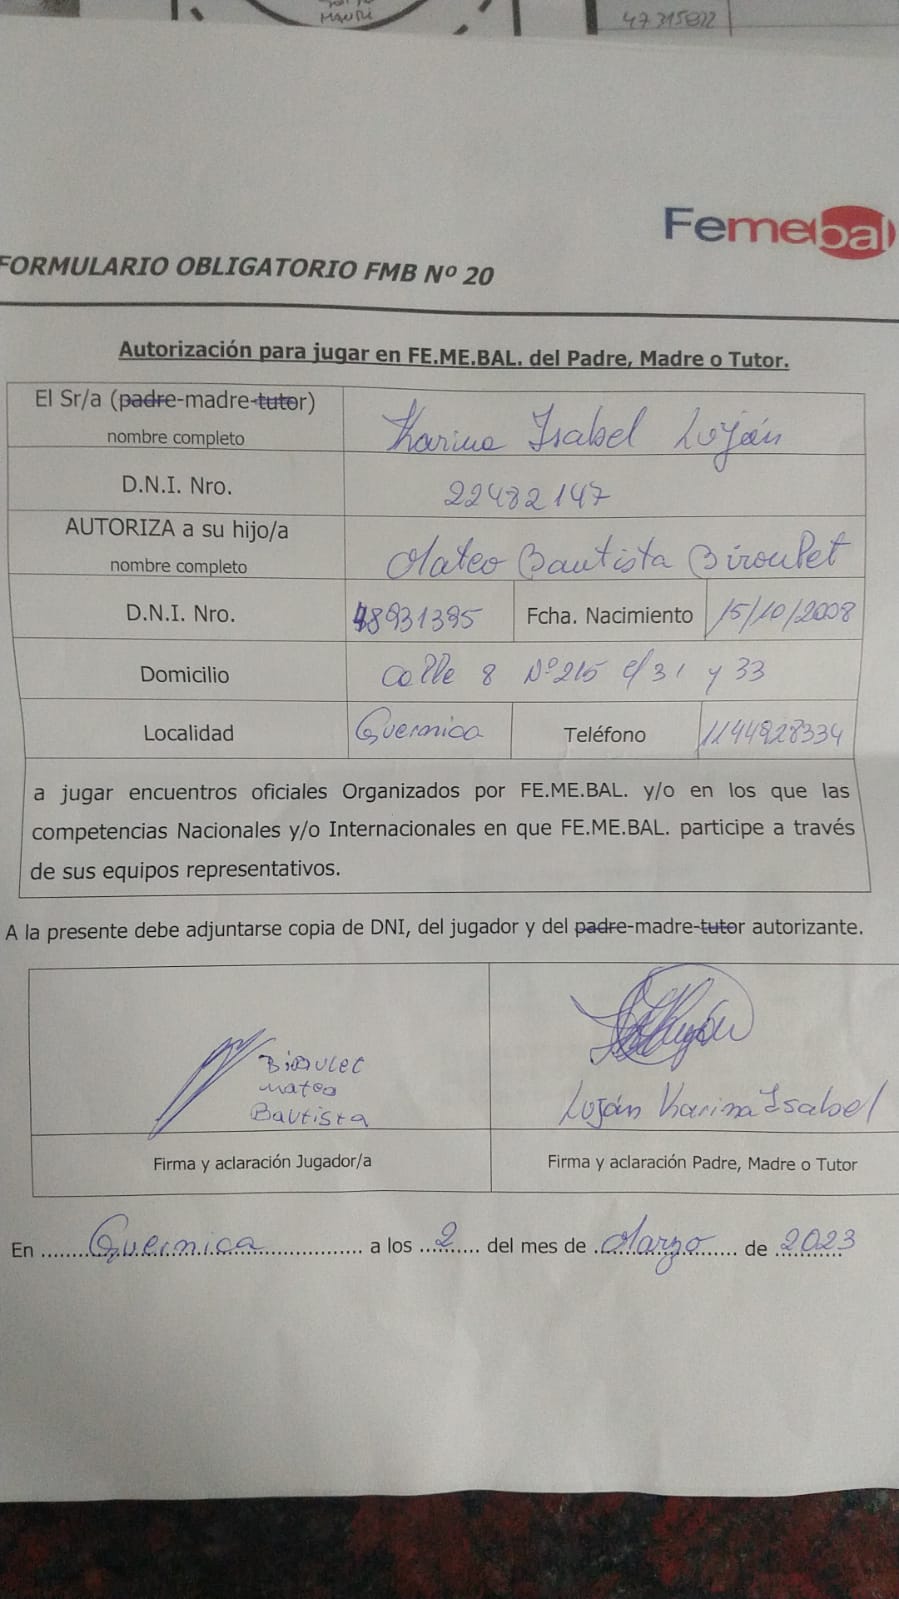 MAURI
47315822
Femebal
FORMULARIO OBLIGATORIO FMB Nº 20
Autorización para jugar en FE.ME.BAL. del Padre, Madre o Tutor.
El Sr/a (padre-madre-tutor)
nombre completo
Karina Isabel Luján
D.N.I. Nro.
22482147
AUTORIZA a su hijo/a
nombre completo
Mateo Bautista Biroulet
D.N.I. Nro.
48931395
Fcha. Nacimiento
15/10/2008
Domicilio
Calle 8 Nº 215 e/ 31 y 33
Localidad
Guernica
Teléfono
1144928334
a jugar encuentros oficiales Organizados por FE.ME.BAL. y/o en los que las
competencias Nacionales y/o Internacionales en que FE.ME.BAL. participe a través
de sus equipos representativos.
A la presente debe adjuntarse copia de DNI, del jugador y del padre-madre-tutor autorizante.
Biroulet
Mateo
Bautista
Luján Karina Isabel
Firma y aclaración Jugador/a
Firma y aclaración Padre, Madre o Tutor
En Guernica a los 2 del mes de Marzo de 2023